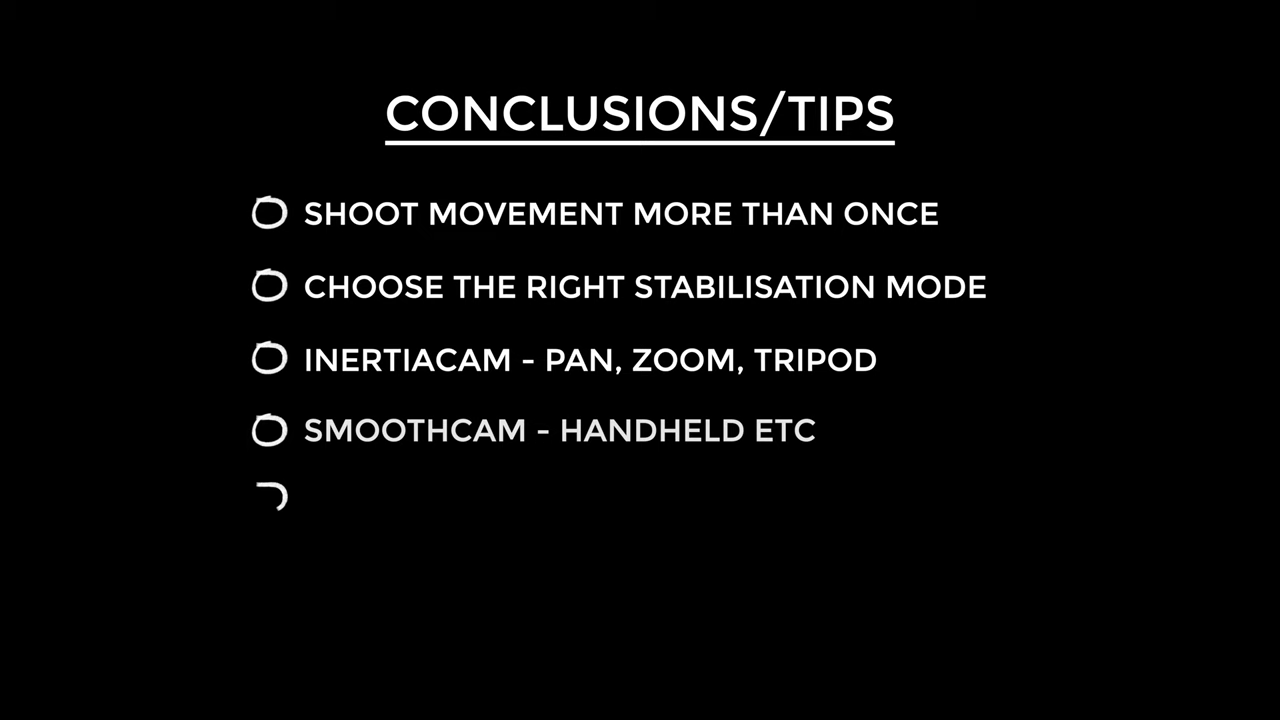 CONCLUSIONS/TIPS
SHOOT MOVEMENT MORE THAN ONCE
CHOOSE THE RIGHT STABILISATION MODE
INERTIACAM - PAN, ZOOM, TRIPOD
SMOOTHCAM - HANDHELD ETC